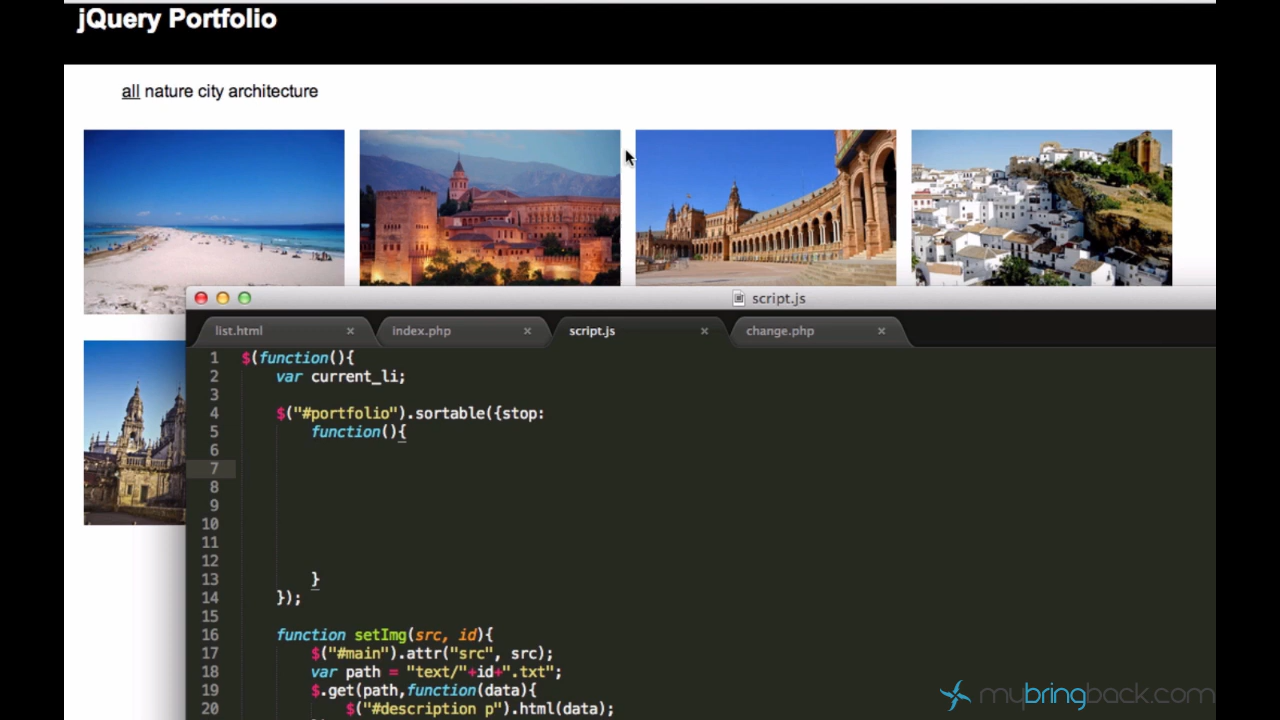 jQuery Portfolio
all nature city architecture
script.js
list.html × index.php × script.js × change.php ×
1 $(function(){
2 var current_li;
3
4 $("#portfolio").sortable({stop:
5 function(){
6
7
8
9
10
11
12
13 }
14 });
15
16 function setImg(src, id){
17 $("#main").attr("src", src);
18 var path = "text/"+id+".txt";
19 $.get(path,function(data){
20 $("#description p").html(data);
mybringback.com